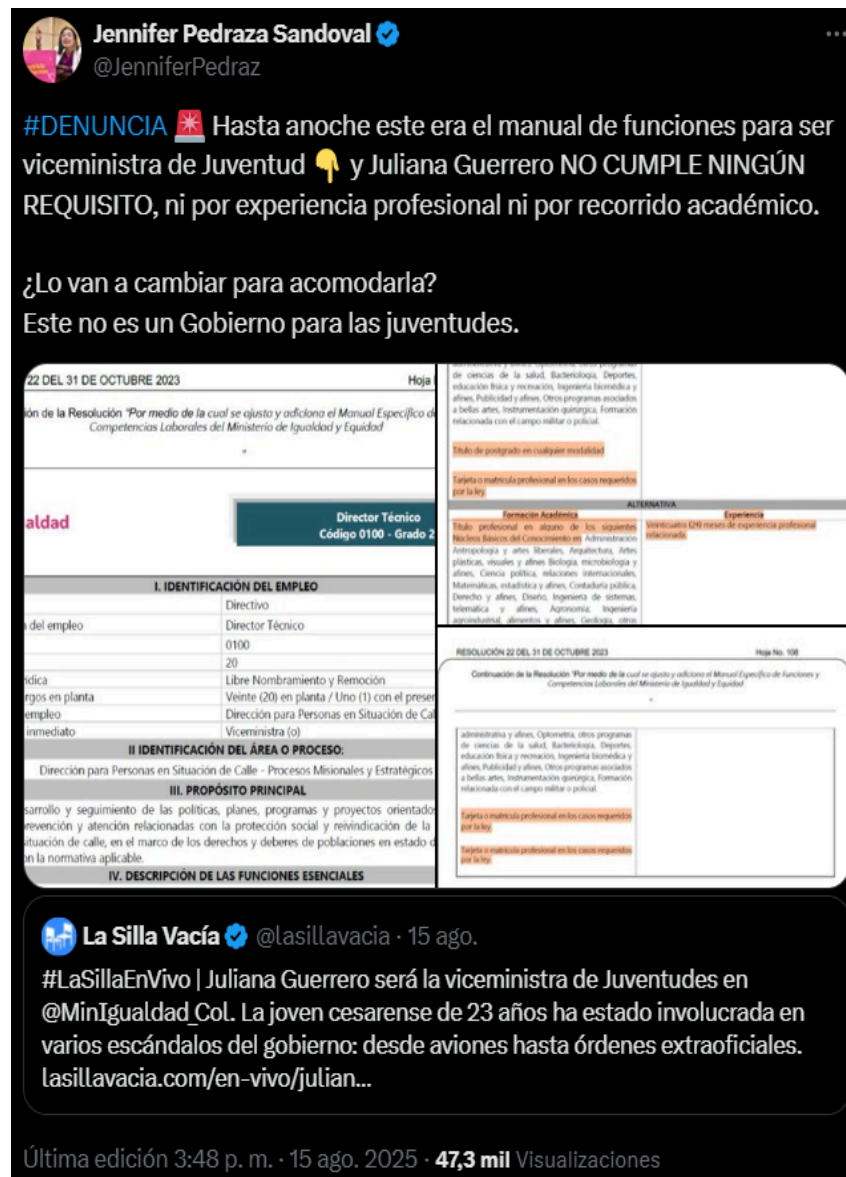 Jennifer Pedraza Sandoval
@JenniferPedraz
#DENUNCIA 🚨 Hasta anoche este era el manual de funciones para ser
viceministra de Juventud 👇 y Juliana Guerrero NO CUMPLE NINGÚN
REQUISITO, ni por experiencia profesional ni por recorrido académico.
¿Lo van a cambiar para acomodarla?
Este no es un Gobierno para las juventudes.
22 DEL 31 DE OCTUBRE 2023 Hoja
ión de la Resolución "Por medio de la cual se ajusta y adiciona el Manual Específico de
Competencias Laborales del Ministerio de Igualdad y Equidad
"
aldad
Director Técnico
Código 0100 - Grado 2
I. IDENTIFICACIÓN DEL EMPLEO
Directivo
del empleo Director Técnico
0100
20
ídica Libre Nombramiento y Remoción
rgos en planta Veinte (20) en planta / Uno (1) con el presen
empleo Dirección para Personas en Situación de Cal
inmediato Viceministra (o)
II IDENTIFICACIÓN DEL ÁREA O PROCESO:
Dirección para Personas en Situación de Calle - Procesos Misionales y Estratégicos
III. PROPÓSITO PRINCIPAL
sarrollo y seguimiento de las políticas, planes, programas y proyectos orientados
revención y atención relacionadas con la protección social y reivindicación de la
ituación de calle, en el marco de los derechos y deberes de poblaciones en estado d
n la normativa aplicable.
IV. DESCRIPCIÓN DE LAS FUNCIONES ESENCIALES
de ciencias de la salud, Bacteriología, Deportes,
educación física y recreación, Ingeniería biomédica y
afines, Publicidad y afines, Otros programas asociados
a bellas artes, Instrumentación quirúrgica, Formación
relacionada con el campo militar o policial.
Título de postgrado en cualquier modalidad
Tarjeta o matrícula profesional en los casos requeridos
por la ley.
ALTERNATIVA
Formación Académica Experiencia
Título profesional en alguno de los siguientes Veinticuatro (24) meses de experiencia profesional
Núcleos Básicos del Conocimiento en: Administración relacionada.
Antropología y artes liberales, Arquitectura, Artes
plásticas, visuales y afines Biología, microbiología y
afines, Ciencia política, relaciones internacionales,
Matemáticas, estadística y afines, Contaduría pública,
Derecho y afines, Diseño, Ingeniería de sistemas,
telemática y afines, Agronomía, Ingeniería
agroindustrial, alimentos y afines, Geología, otros
RESOLUCIÓN 22 DEL 31 DE OCTUBRE 2023 Hoja No. 108
Continuación de la Resolución "Por medio de la cual se ajusta y adiciona el Manual Específico de Funciones y
Competencias Laborales del Ministerio de Igualdad y Equidad
"
administrativa y afines, Optometría, otros programas
de ciencias de la salud, Bacteriología, Deportes,
educación física y recreación, Ingeniería biomédica y
afines, Publicidad y afines, Otros programas asociados
a bellas artes, Instrumentación quirúrgica, Formación
relacionada con el campo militar o policial.
Tarjeta o matrícula profesional en los casos requeridos
por la ley.
Tarjeta o matrícula profesional en los casos requeridos
por la ley.
La Silla Vacía @lasillavacia · 15 ago.
#LaSillaEnVivo | Juliana Guerrero será la viceministra de Juventudes en
@MinIgualdad_Col. La joven cesarense de 23 años ha estado involucrada en
varios escándalos del gobierno: desde aviones hasta órdenes extraoficiales.
lasillavacia.com/en-vivo/julian...
Última edición 3:48 p. m. · 15 ago. 2025 · 47,3 mil Visualizaciones